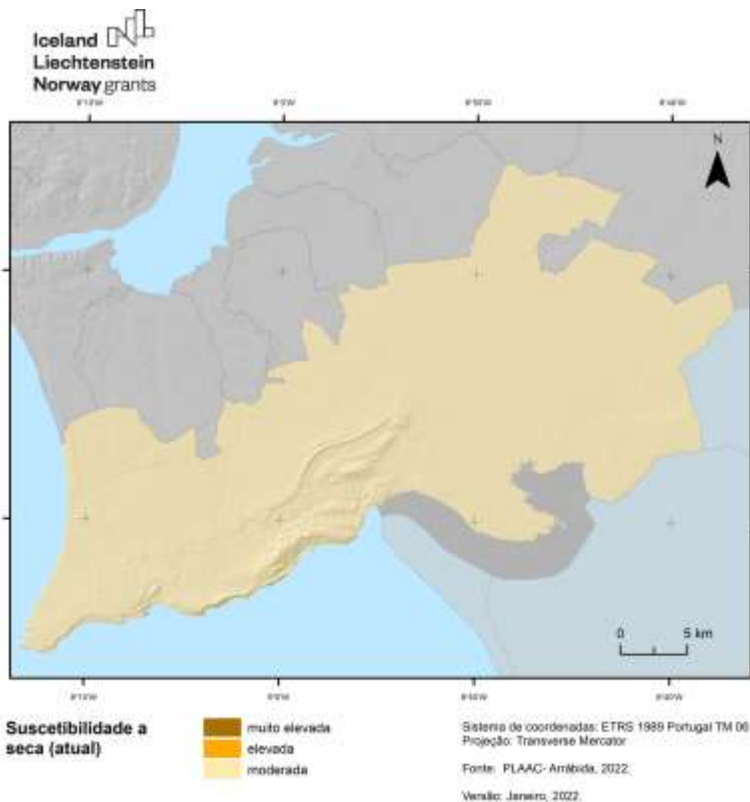 Iceland
Liechtenstein
Norway grants
N
0 5 km
Suscetibilidade a
seca (atual)
muito elevada
elevada
moderada
Sistema de coordenadas: ETRS 1989 Portugal TM 06
Projeção: Transverse Mercator
Fonte: PLAAC- Arrábida, 2022.
Versão: Janeiro, 2022.